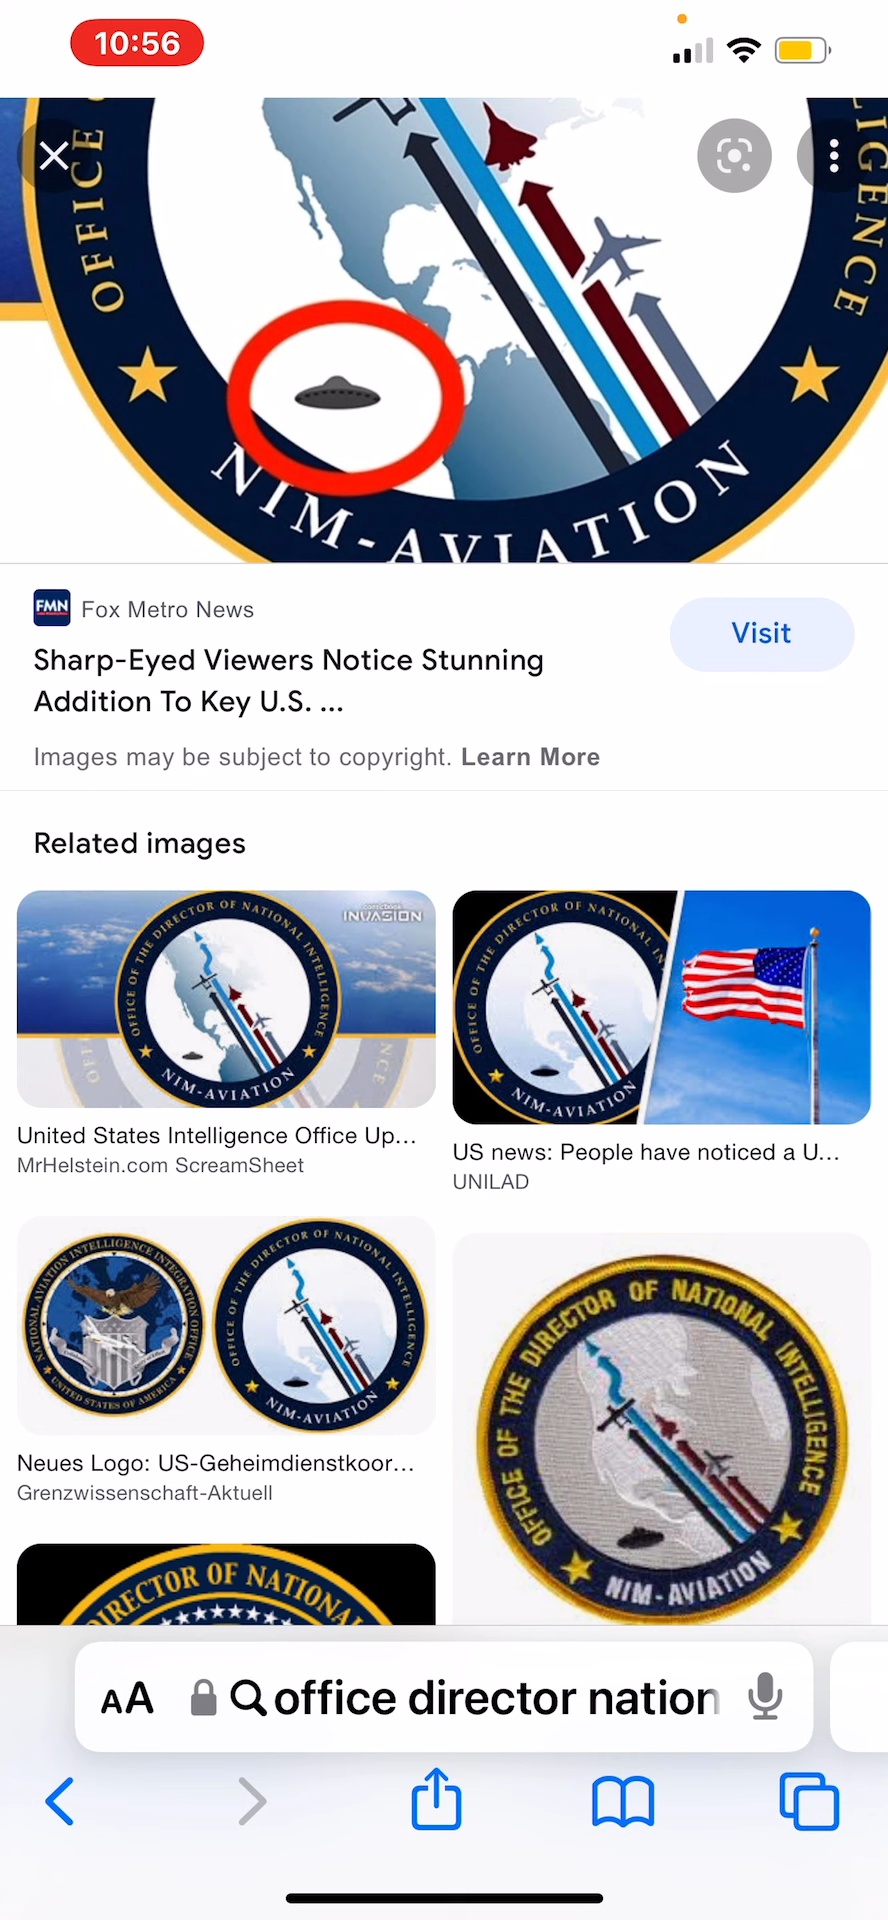 10:56
OFFICE
LIGENCE
NIM-AVIATION
FMN
Fox Metro News
Visit
Sharp-Eyed Viewers Notice Stunning
Addition To Key U.S. ...
Images may be subject to copyright. Learn More
Related images
OFFICE OF THE DIRECTOR OF NATIONAL INTELLIGENCE
NIM-AVIATION
INVASION
NCE
United States Intelligence Office Up...
MrHelstein.com ScreamSheet
OFFICE OF THE DIRECTOR OF NATIONAL IN
NIM-AVIATION
US news: People have noticed a U...
UNILAD
NATIONAL AVIATION INTELLIGENCE INTEGRATION OFFICE
UNITED STATES OF AMERICA
OFFICE OF THE DIRECTOR OF NATIONAL INTELLIGENCE
NIM-AVIATION
Neues Logo: US-Geheimdienstkoor...
Grenzwissenschaft-Aktuell
OFFICE OF THE DIRECTOR OF NATIONAL INTELLIGENCE
NIM-AVIATION
DIRECTOR OF NATIONA
AA
office director nation